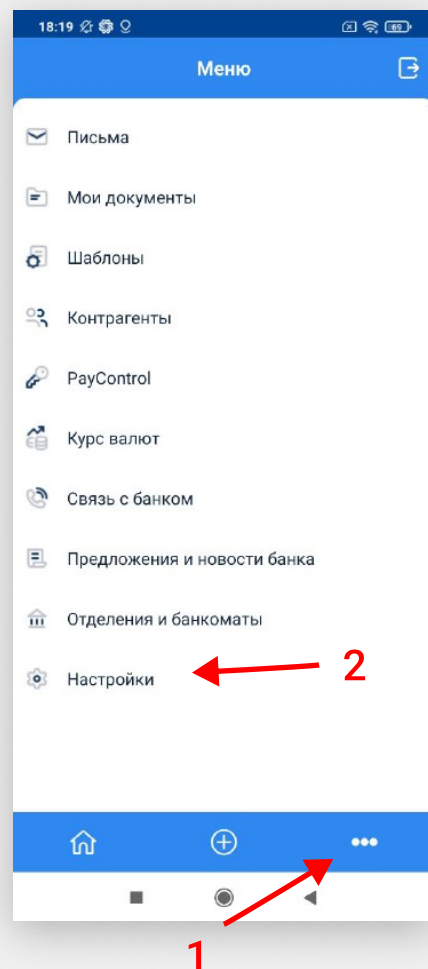 18:19
69
Меню
Письма
Мои документы
Шаблоны
Контрагенты
PayControl
Курс валют
Связь с банком
Предложения и новости банка
Отделения и банкоматы
Настройки
2
1